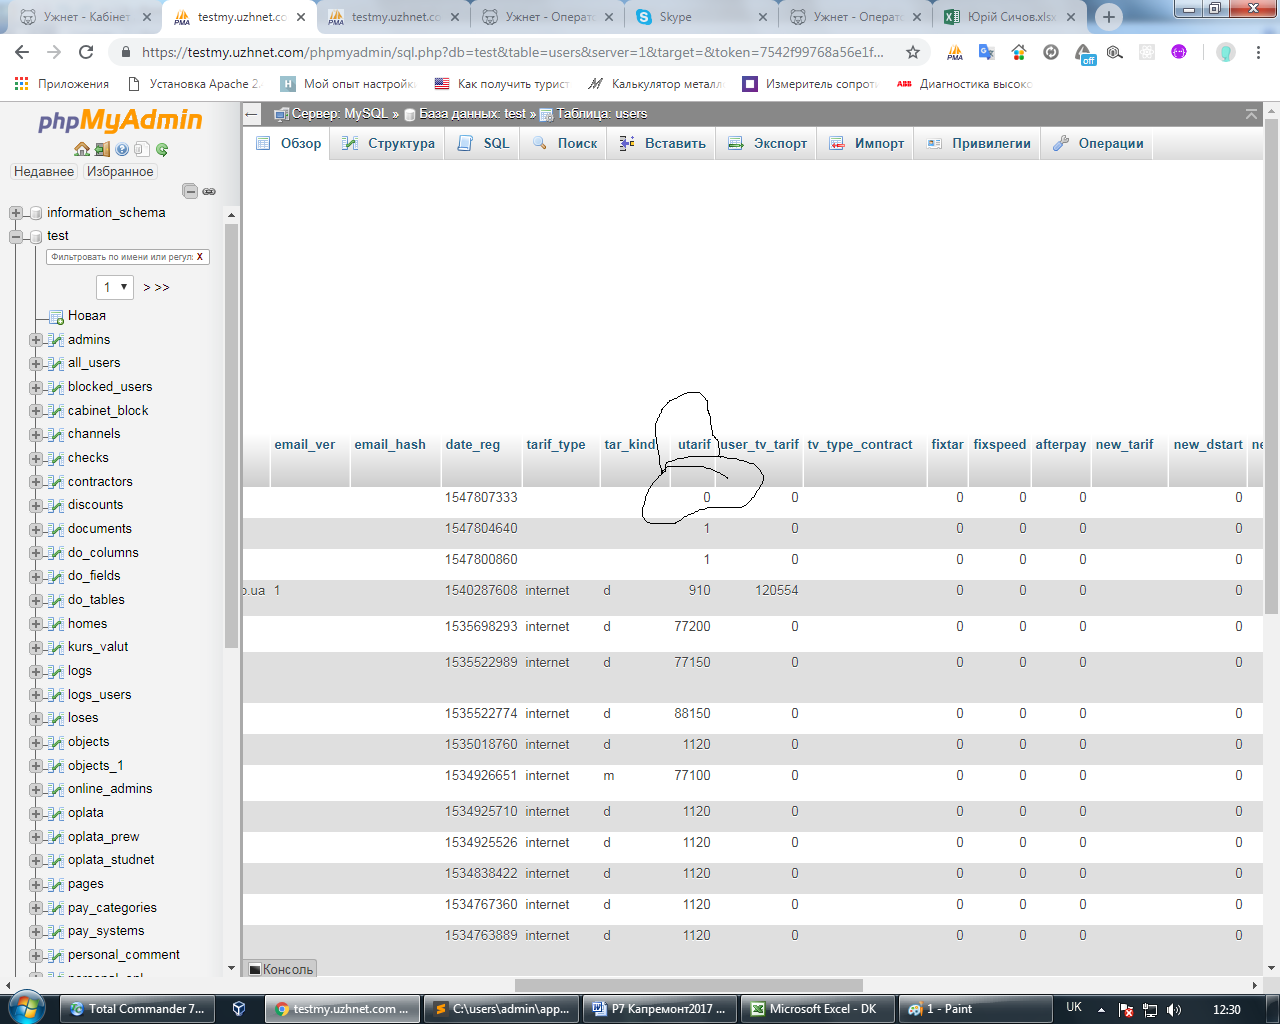 Ужнет - Кабінет
testmy.uzhnet.co
testmy.uzhnet.co
Ужнет - Операто
Skype
Ужнет - Операто
Юрій Сичов.xlsx
https://testmy.uzhnet.com/phpmyadmin/sql.php?db=test&table=users&server=1&target=&token=7542f99768a56e1f...
PMA
off
Приложения
Установка Apache 2.
Мой опыт настройк
Как получить турист
Калькулятор металл
Измеритель сопроти
Диагностика высоко
phpMyAdmin
Недавнее Избранное
information_schema
test
Фильтровать по имени или регул: X
1 > >>
Новая
admins
all_users
blocked_users
cabinet_block
channels
checks
contractors
discounts
documents
do_columns
do_fields
do_tables
homes
kurs_valut
logs
logs_users
loses
objects
objects_1
online_admins
oplata
oplata_prew
oplata_studnet
pages
pay_categories
pay_systems
personal_comment
Сервер: MySQL » База данных: test » Таблица: users
Обзор Структура SQL Поиск Вставить Экспорт Импорт Привилегии Операции
email_ver email_hash date_reg tarif_type tar_kind utarif user_tv_tarif tv_type_contract fixtar fixspeed afterpay new_tarif new_dstart ne
1547807333 0 0 0 0 0 0
1547804640 1 0 0 0 0 0
1547800860 1 0 0 0 0 0
o.ua 1 1540287608 internet d 910 120554 0 0 0 0
1535698293 internet d 77200 0 0 0 0 0
1535522989 internet d 77150 0 0 0 0 0
1535522774 internet d 88150 0 0 0 0 0
1535018760 internet d 1120 0 0 0 0 0
1534926651 internet m 77100 0 0 0 0 0
1534925710 internet d 1120 0 0 0 0 0
1534925526 internet d 1120 0 0 0 0 0
1534838422 internet d 1120 0 0 0 0 0
1534767360 internet d 1120 0 0 0 0 0
1534763889 internet d 1120 0 0 0 0 0
Консоль
Total Commander 7...
testmy.uzhnet.com ...
C:\users\admin\app...
P7 Капремонт2017 ...
Microsoft Excel - DK
1 - Paint
UK
12:30